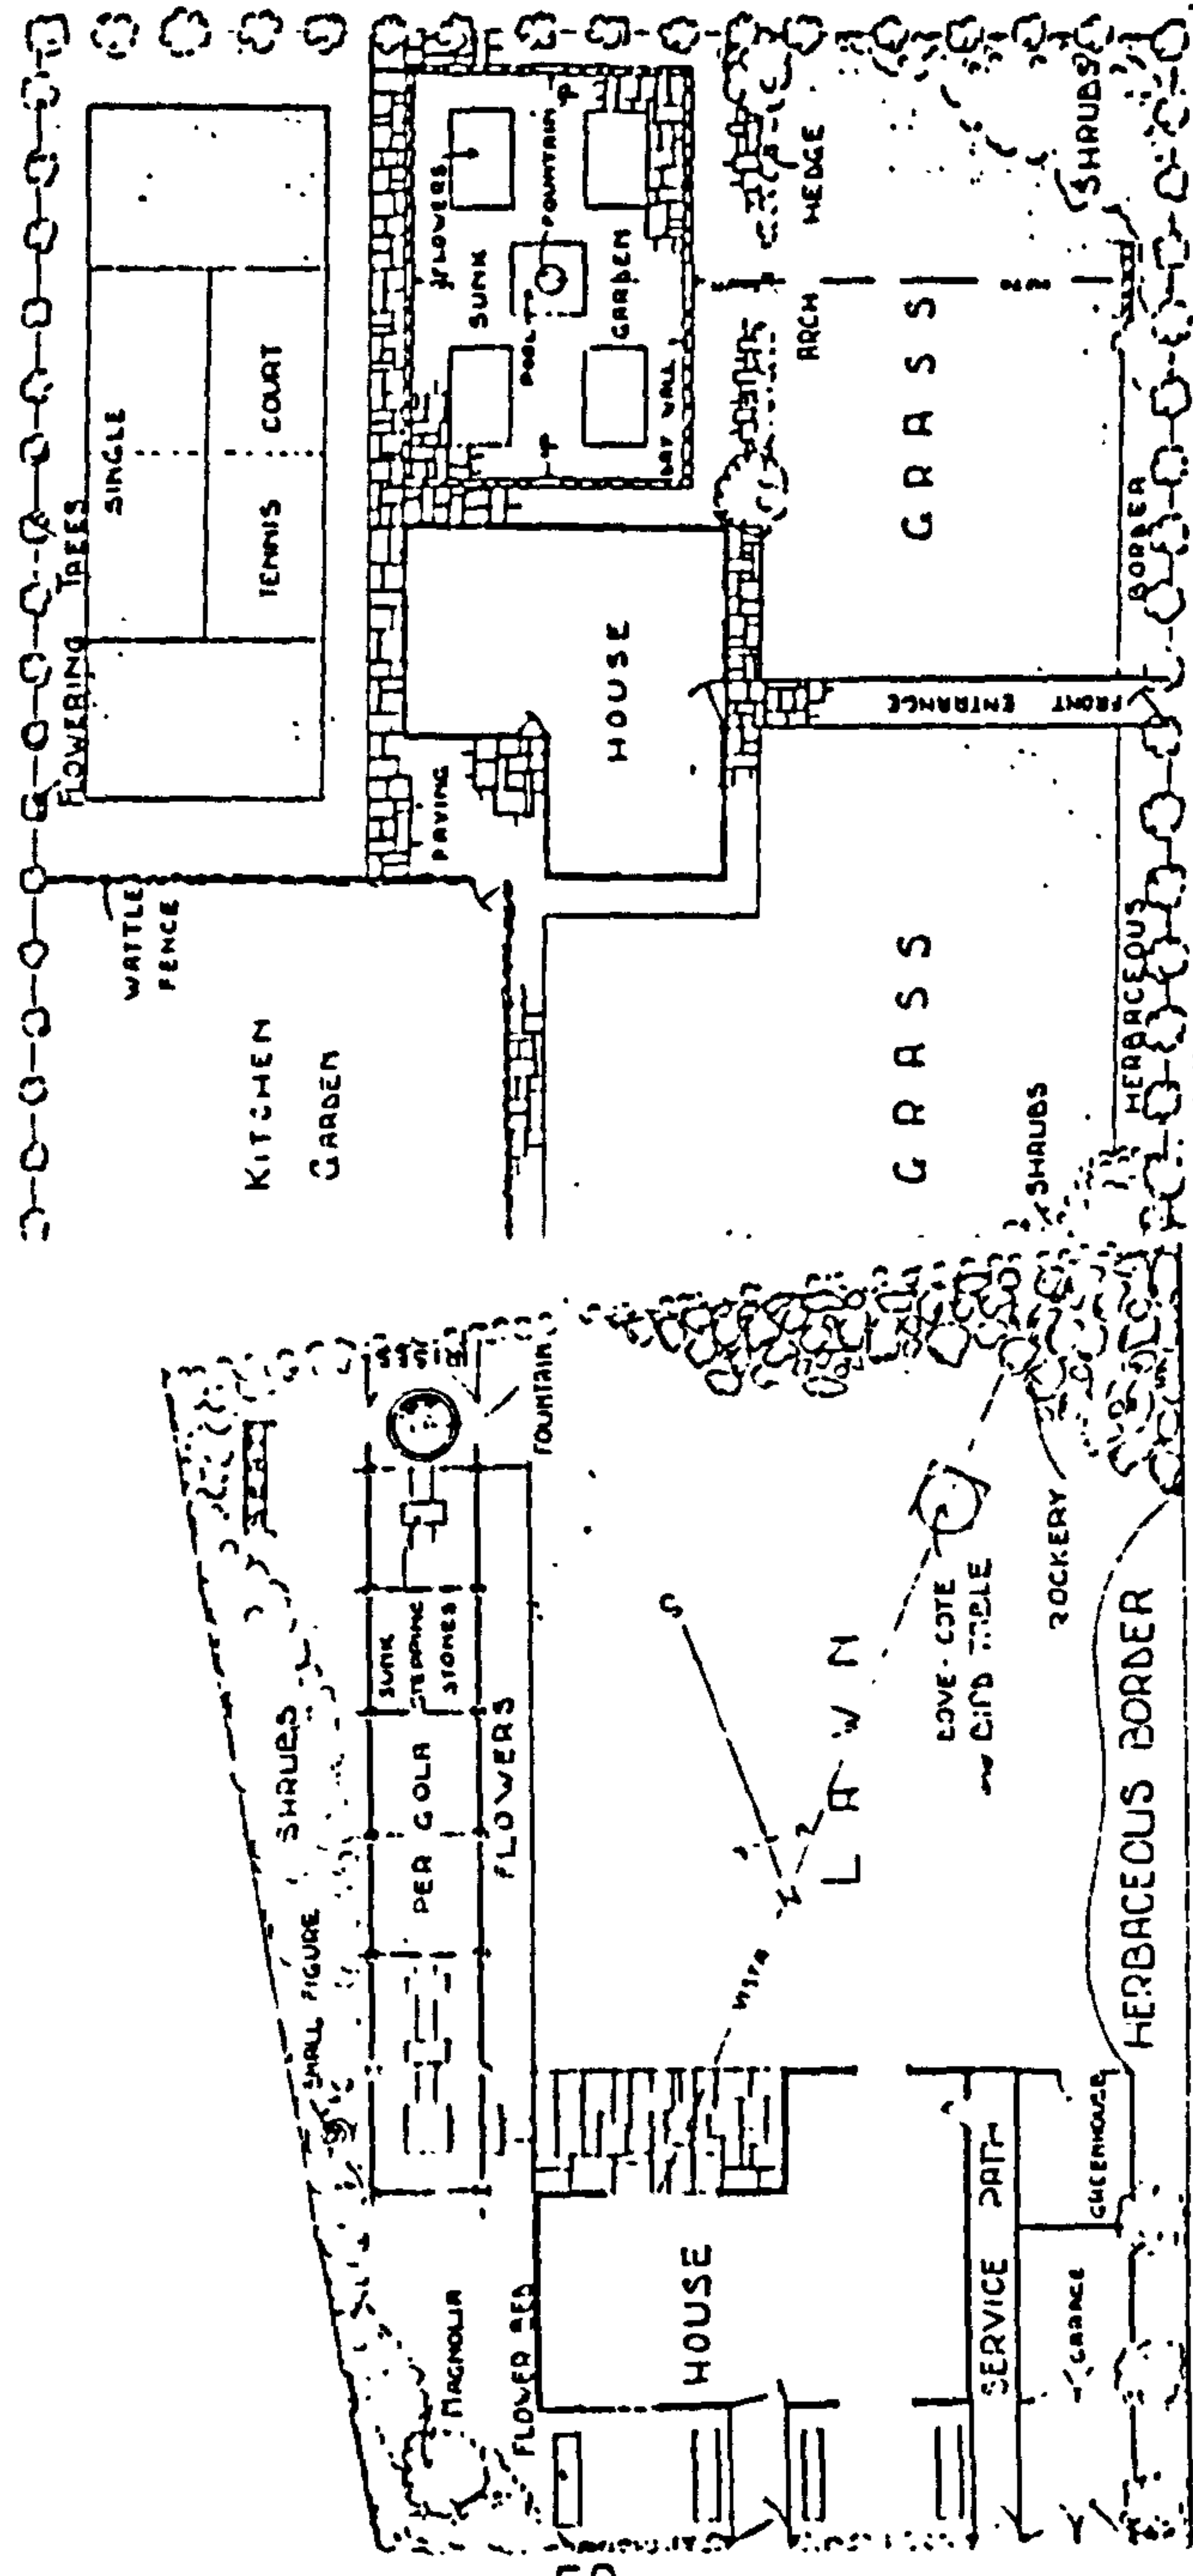 FLOWERING TREES
SINGLE
TENNIS COURT
WATTLE
FENCE
KITCHEN
GARDEN
PAVING
HOUSE
FLOWERS
SUNK
POOL
FOUNTAIN
GARDEN
WALL
ARCH HEDGE
GRASS
GRASS
FRONT ENTRANCE
SHRUBS
SHRUBS
HERBACEOUS BORDER
SEAT
SHRUBS
SMALL FIGURE
MAGNOLIA
FOUNTAIN
SUNK
STEPPING
STONES
PERGOLA
FLOWERS
FLOWER BED
HOUSE
VISTA
LAWN
S
DOVE-COTE
BIRD TABLE
ROCKERY
HERBACEOUS BORDER
SERVICE PATH
GREENHOUSE
GARAGE